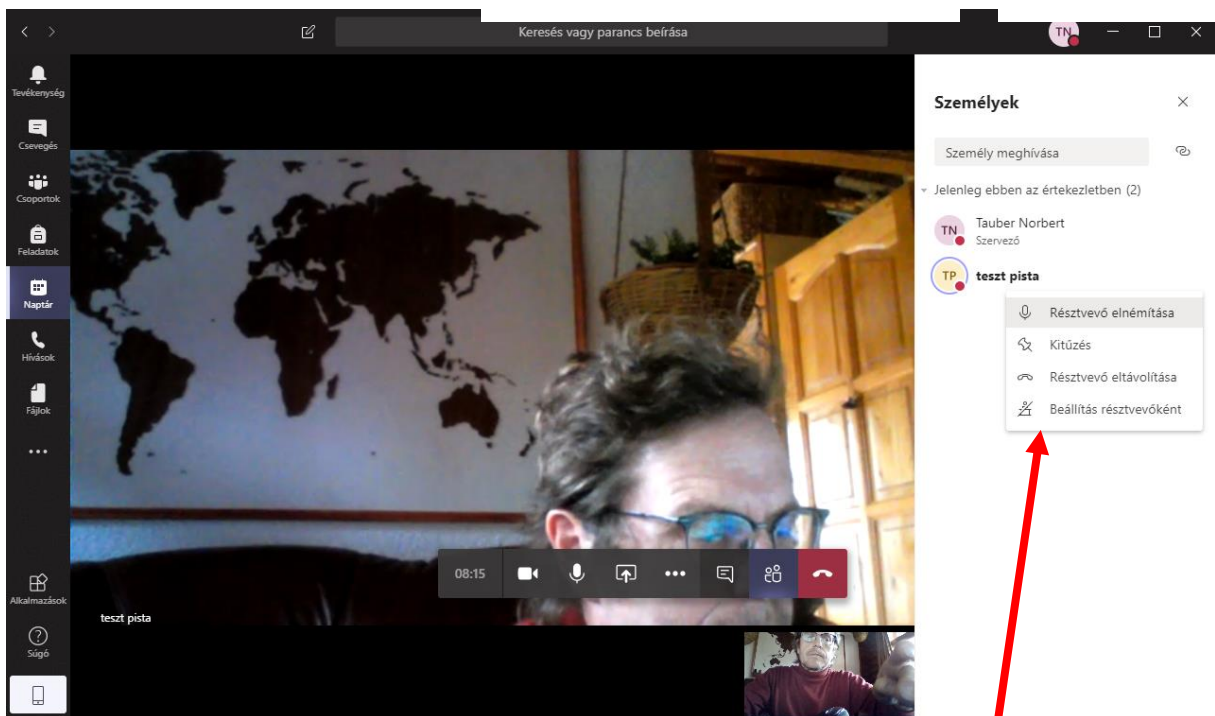 Keresés vagy parancs beírása
TN
Tevékenység
Csevegés
Csoportok
Feladatok
Naptár
Hívások
Fájlok
Alkalmazások
Súgó
08:15
teszt pista
Személyek
Személy meghívása
Jelenleg ebben az értekezletben (2)
TN
Tauber Norbert
Szervező
TP
teszt pista
Résztvevő elnémítása
Kitűzés
Résztvevő eltávolítása
Beállítás résztvevőként